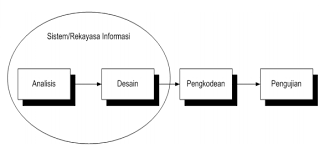 Sistem/Rekayasa Informasi
Analisis
Desain
Pengkodean
Pengujian